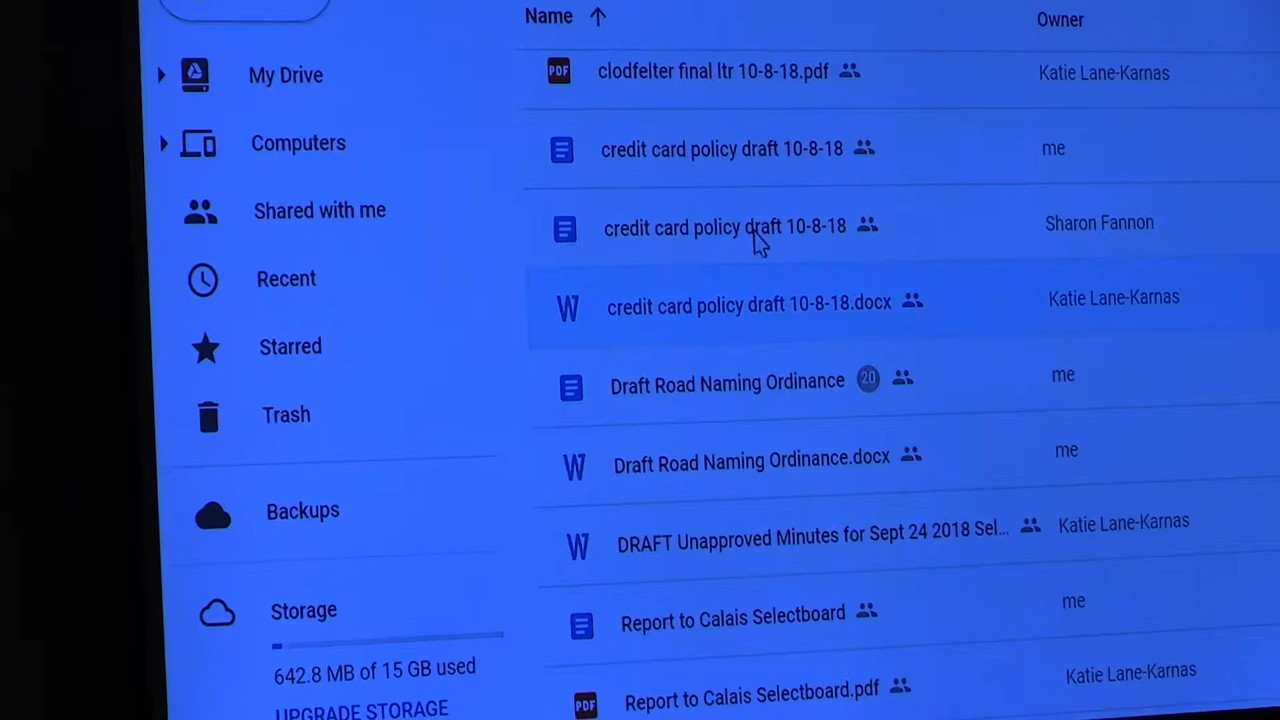 Name
Owner
My Drive
Computers
Shared with me
Recent
Starred
Trash
Backups
Storage
642.8 MB of 15 GB used
UPGRADE STORAGE
PDF clodfelter final ltr 10-8-18.pdf Katie Lane-Karnas
credit card policy draft 10-8-18 me
credit card policy draft 10-8-18 Sharon Fannon
W credit card policy draft 10-8-18.docx Katie Lane-Karnas
Draft Road Naming Ordinance 20 me
W Draft Road Naming Ordinance.docx me
W DRAFT Unapproved Minutes for Sept 24 2018 Sel... Katie Lane-Karnas
Report to Calais Selectboard me
PDF Report to Calais Selectboard.pdf Katie Lane-Karnas